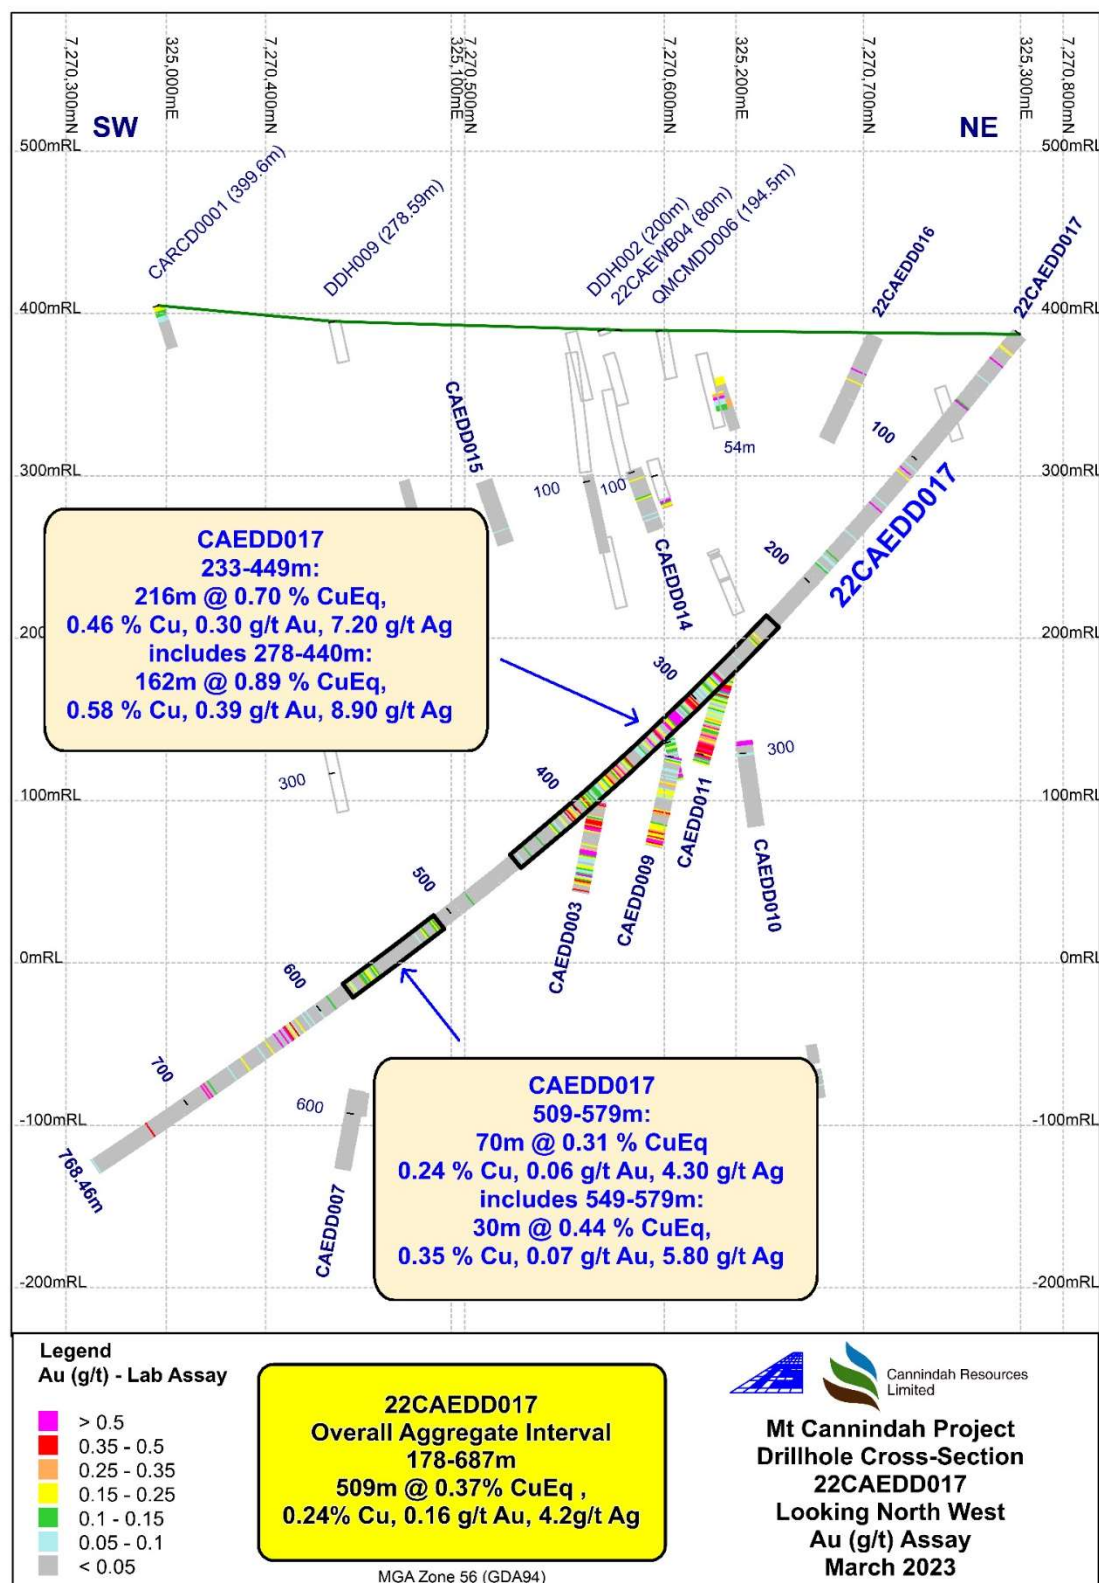 7,270,300mN
325,000mE
7,270,400mN
325,100mE
7,270,500mN
7,270,600mN
325,200mE
7,270,700mN
325,300mE
7,270,800mN
SW
NE
500mRL
500mRL
CARCD0001 (399.6m)
DDH009 (278.59m)
DDH002 (200m)
22CAEWB04 (80m)
QMCMDD006 (194.5m)
22CAEDD016
22CAEDD017
400mRL
400mRL
CAEDD015
54m
100
300mRL
100
100
300mRL
22CAEDD017
CAEDD014
200
CAEDD017
233-449m:
216m @ 0.70 % CuEq,
0.46 % Cu, 0.30 g/t Au, 7.20 g/t Ag
includes 278-440m:
162m @ 0.89 % CuEq,
0.58 % Cu, 0.39 g/t Au, 8.90 g/t Ag
200mRL
300
300
300
400
CAEDD011
CAEDD009
CAEDD003
CAEDD010
100mRL
100mRL
500
0mRL
0mRL
600
700
768.46m
600
CAEDD007
CAEDD017
509-579m:
70m @ 0.31 % CuEq
0.24 % Cu, 0.06 g/t Au, 4.30 g/t Ag
includes 549-579m:
30m @ 0.44 % CuEq,
0.35 % Cu, 0.07 g/t Au, 5.80 g/t Ag
-100mRL
-100mRL
-200mRL
-200mRL
Legend
Au (g/t) - Lab Assay
> 0.5
0.35 - 0.5
0.25 - 0.35
0.15 - 0.25
0.1 - 0.15
0.05 - 0.1
< 0.05
22CAEDD017
Overall Aggregate Interval
178-687m
509m @ 0.37% CuEq ,
0.24% Cu, 0.16 g/t Au, 4.2g/t Ag
MGA Zone 56 (GDA94)
Cannindah Resources
Limited
Mt Cannindah Project
Drillhole Cross-Section
22CAEDD017
Looking North West
Au (g/t) Assay
March 2023